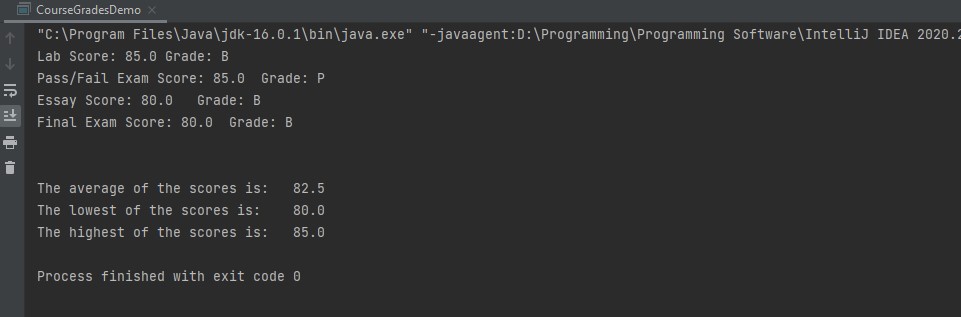 CourseGradesDemo
"C:\Program Files\Java\jdk-16.0.1\bin\java.exe" "-javaagent:D:\Programming\Programming Software\IntelliJ IDEA 2020.2
Lab Score: 85.0 Grade: B
Pass/Fail Exam Score: 85.0  Grade: P
Essay Score: 80.0   Grade: B
Final Exam Score: 80.0  Grade: B
The average of the scores is:   82.5
The lowest of the scores is:    80.0
The highest of the scores is:   85.0
Process finished with exit code 0